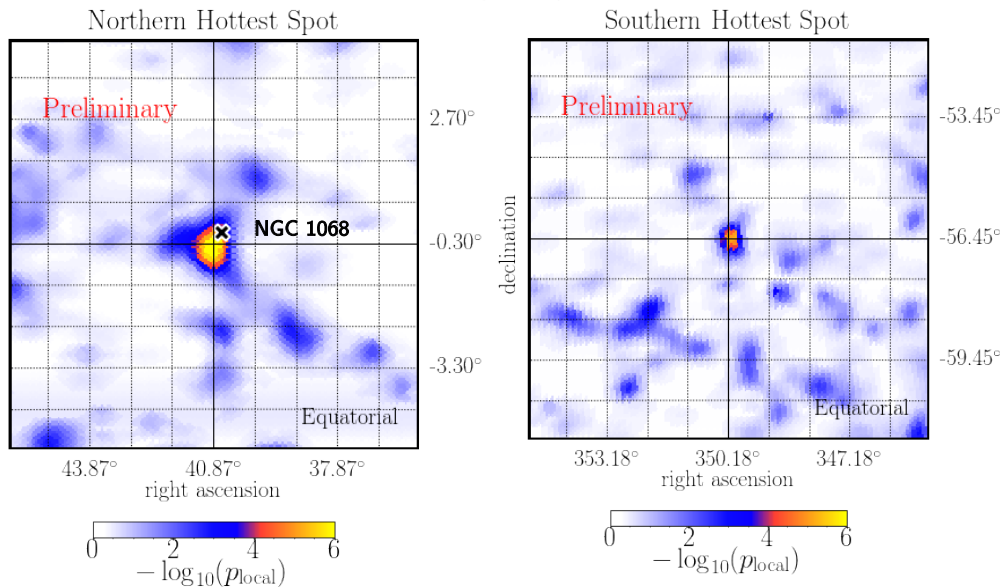 Northern Hottest Spot
Preliminary
NGC 1068
Equatorial
2.70°
-0.30°
-3.30°
43.87° 40.87° 37.87°
right ascension
0 2 4 6
− log₁₀(p_local)
Southern Hottest Spot
Preliminary
Equatorial
declination
-53.45°
-56.45°
-59.45°
353.18° 350.18° 347.18°
right ascension
0 2 4 6
− log₁₀(p_local)